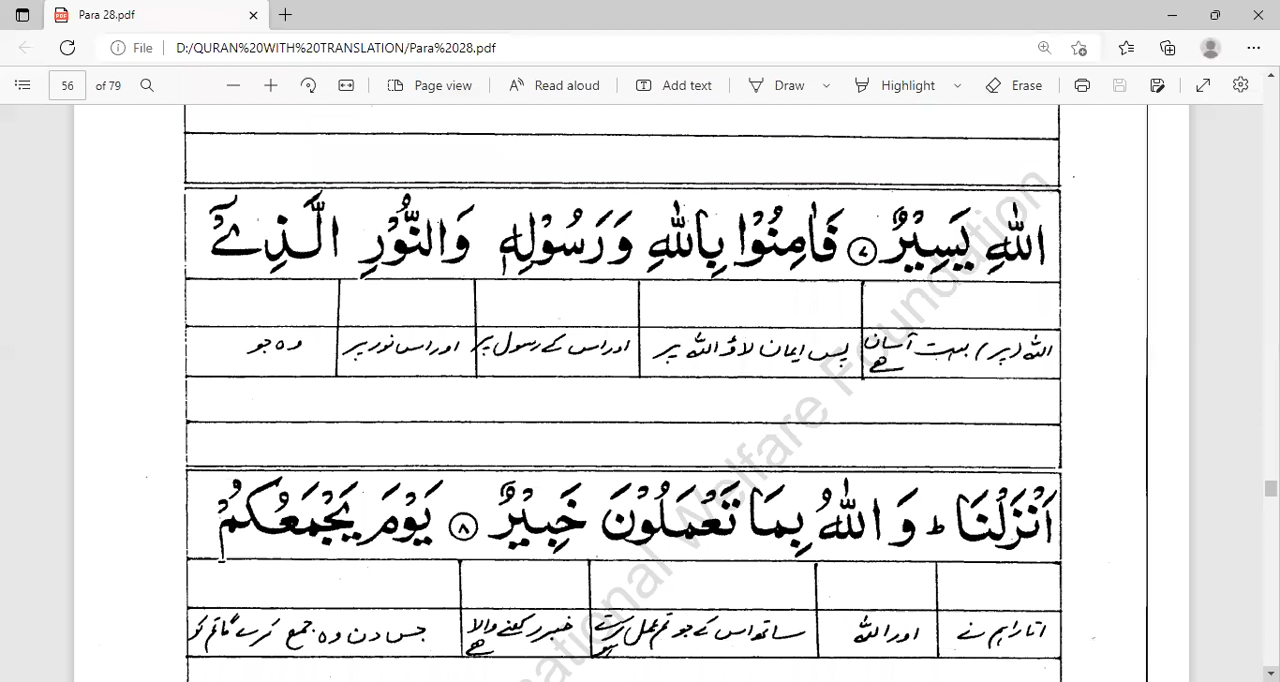 Para 28.pdf
File D:/QURAN%20WITH%20TRANSLATION/Para%2028.pdf
56 of 79 Page view Read aloud Add text Draw Highlight Erase
اللّٰهِ يَسِيْرٌ ﴿٧﴾ فَاٰمِنُوْا بِاللّٰهِ وَرَسُوْلِهٖ وَالنُّوْرِ الَّذِيْۤ
اللہ (پر) بہت آسان ہے پس ایمان لاؤ اللہ پر اور اس کے رسول پر اور اس نور پر وہ جو
اَنْزَلْنَا ؕ وَ اللّٰهُ بِمَا تَعْمَلُوْنَ خَبِيْرٌ ﴿٨﴾ يَوْمَ يَجْمَعُكُمْ
اتارا ہم نے اور اللہ ساتھ اس کے جو تم عمل کرتے ہو خبر رکھنے والا ہے جس دن وہ جمع کرے گا تم کو
national Welfare Foundation